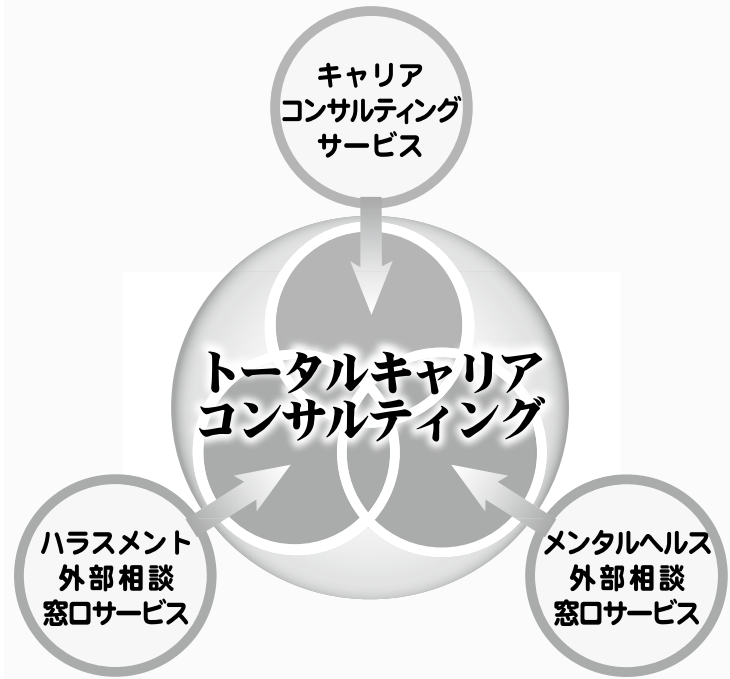 キャリア
コンサルティング
サービス
トータルキャリア
コンサルティング
ハラスメント
外部相談
窓口サービス
メンタルヘルス
外部相談
窓口サービス